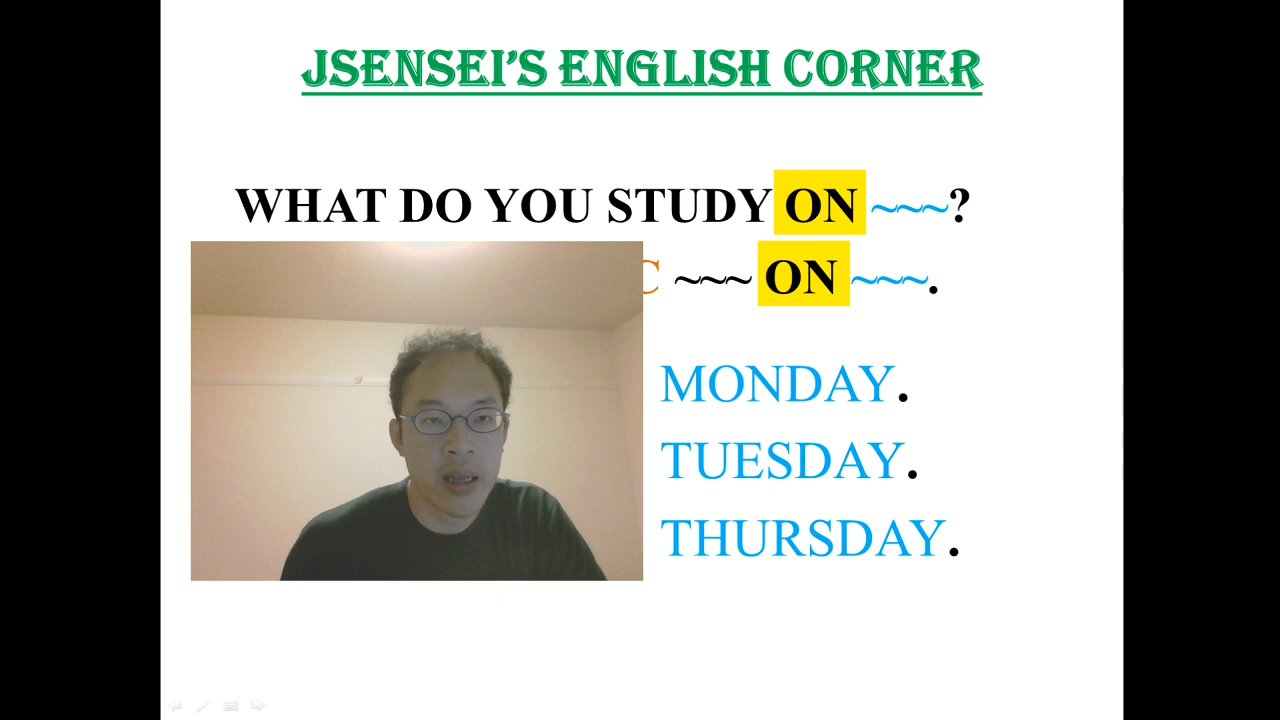 JSENSEI'S ENGLISH CORNER
WHAT DO YOU STUDY ON ~~~?
C ~~~ ON ~~~.
MONDAY.
TUESDAY.
THURSDAY.